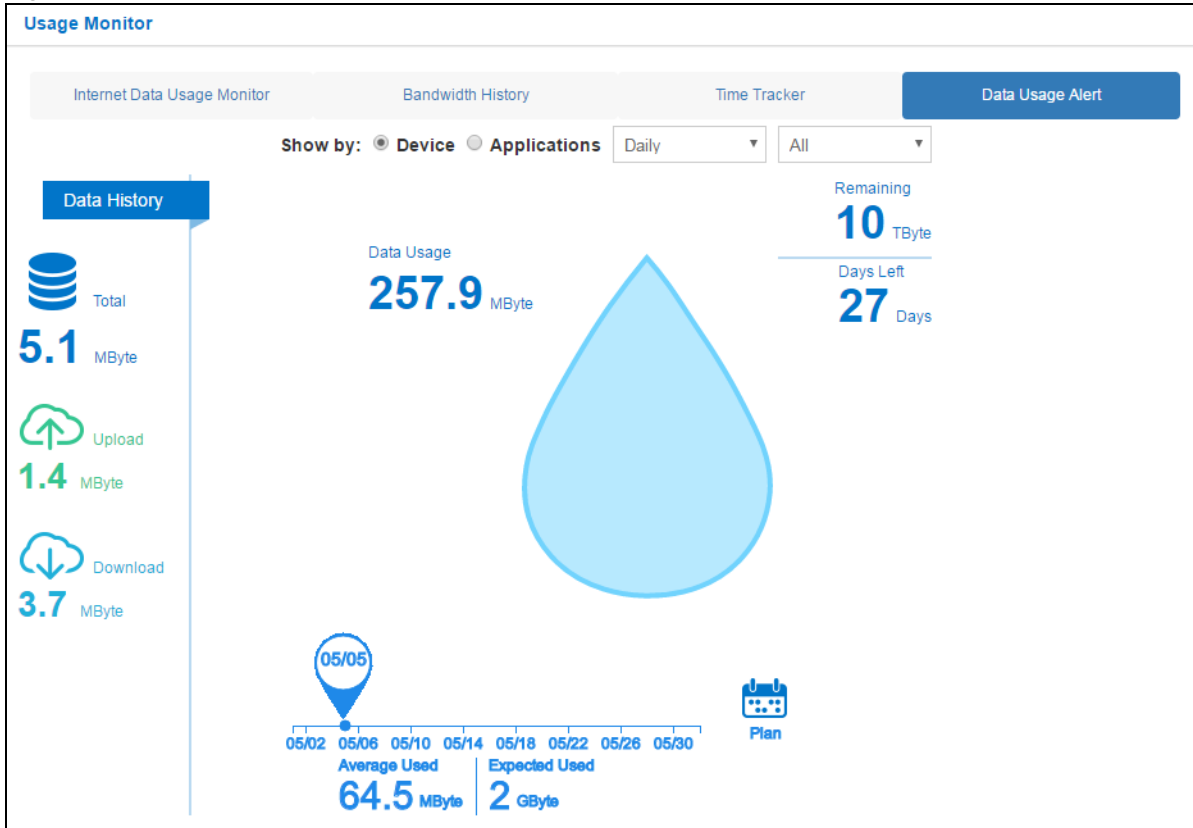 Usage Monitor
Internet Data Usage Monitor
Bandwidth History
Time Tracker
Data Usage Alert
Show by: Device Applications Daily All
Data History
Total
5.1 MByte
Upload
1.4 MByte
Download
3.7 MByte
Data Usage
257.9 MByte
Remaining
10 TByte
Days Left
27 Days
05/05
05/02 05/06 05/10 05/14 05/18 05/22 05/26 05/30
Average Used
64.5 MByte
Expected Used
2 GByte
Plan